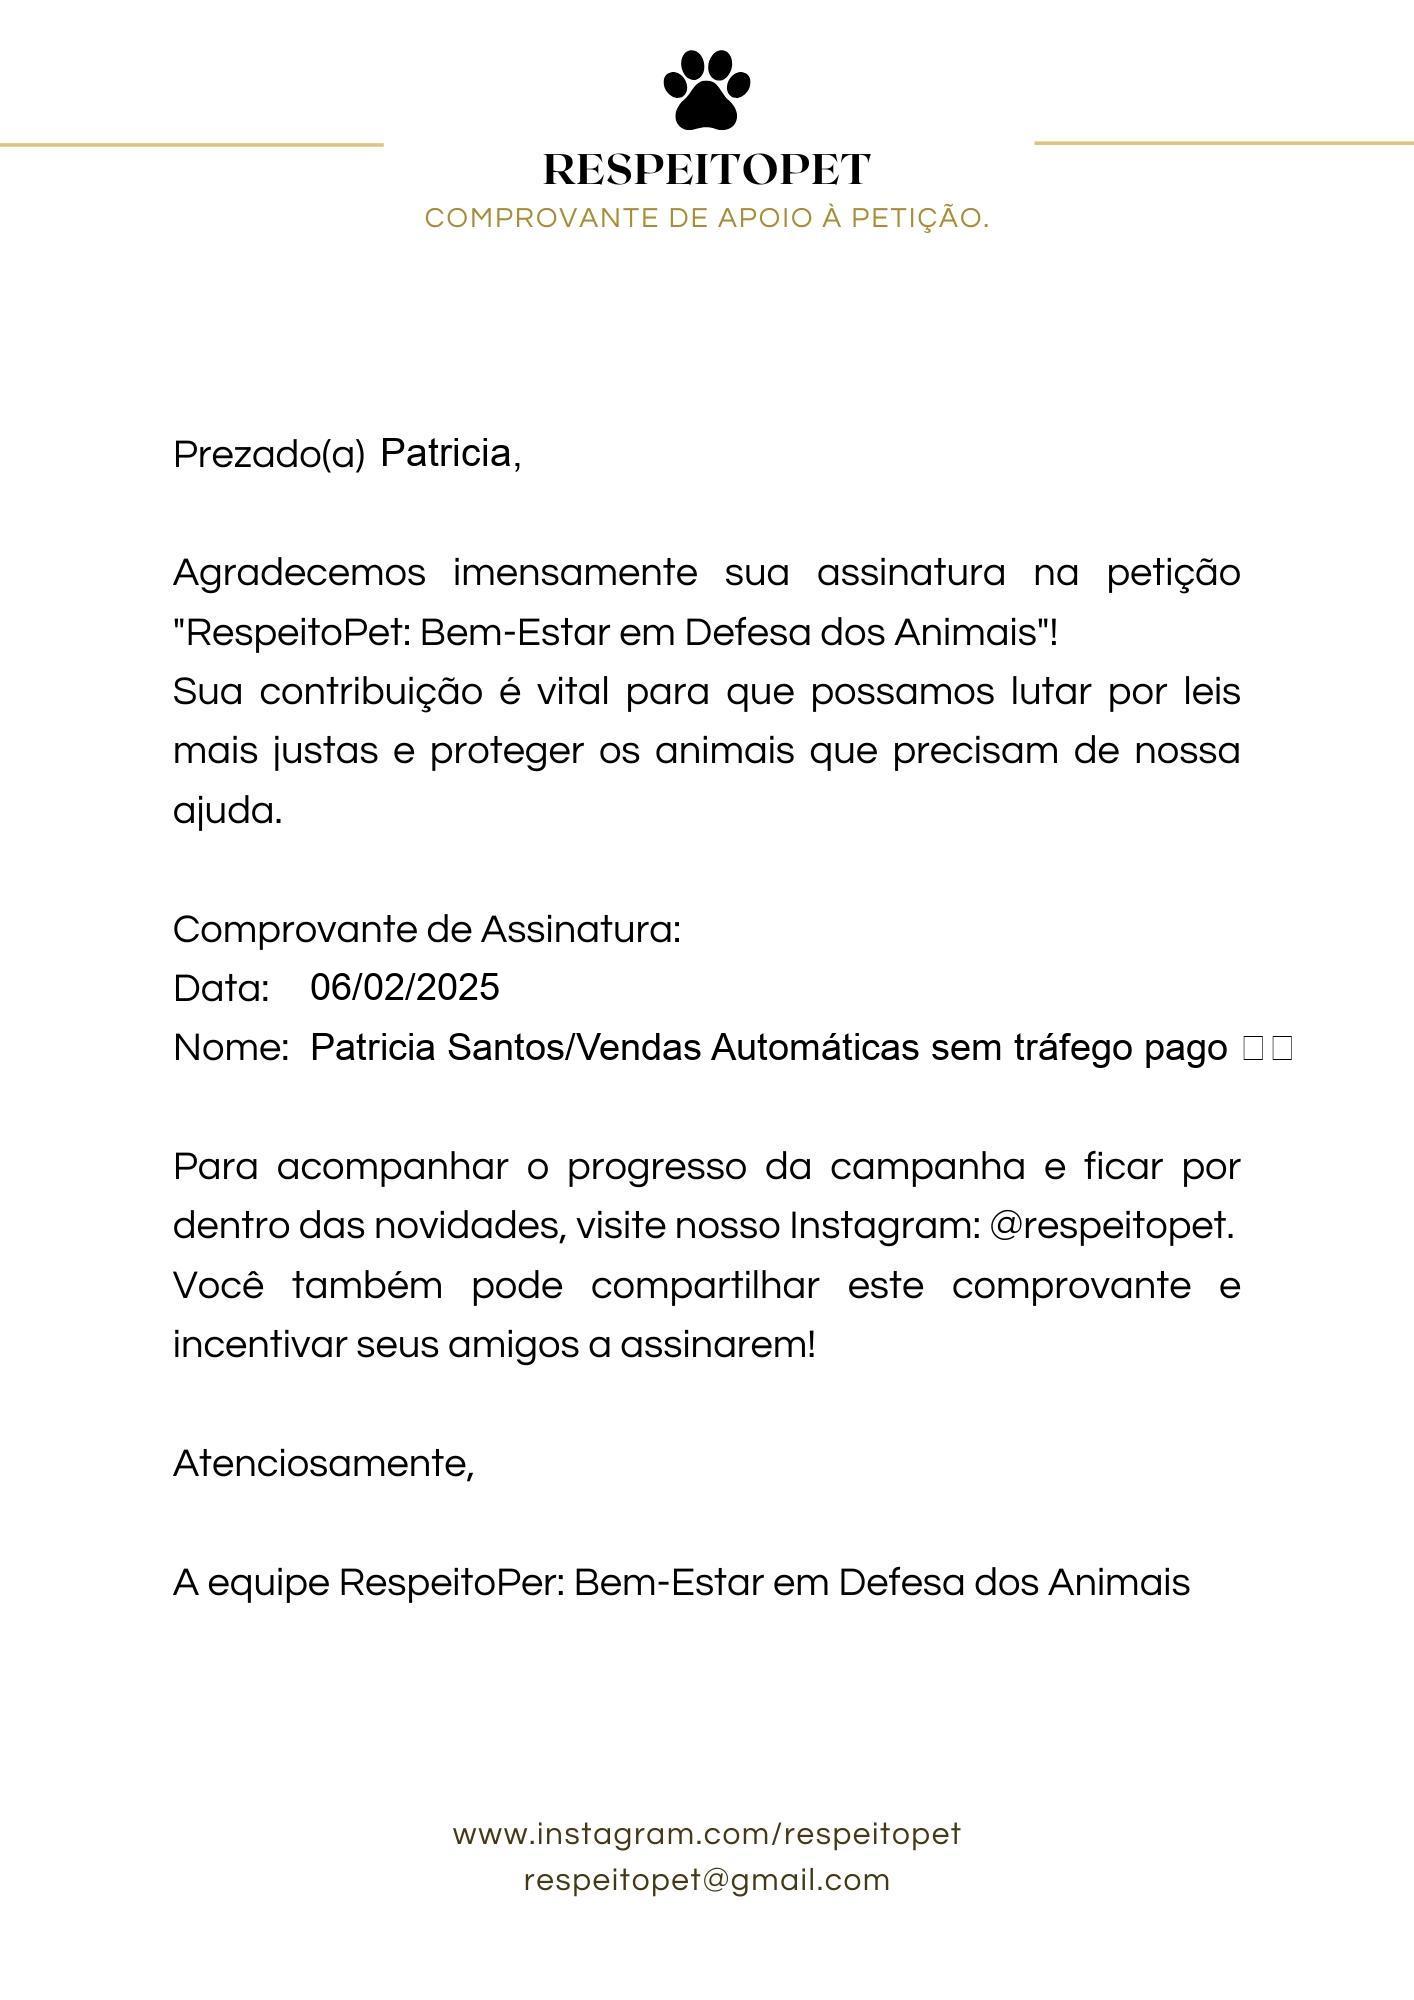 RESPEITOPET
COMPROVANTE DE APOIO À PETIÇÃO.
Prezado(a) Patricia,
Agradecemos imensamente sua assinatura na petição
"RespeitoPet: Bem-Estar em Defesa dos Animais"!
Sua contribuição é vital para que possamos lutar por leis
mais justas e proteger os animais que precisam de nossa
ajuda.
Comprovante de Assinatura:
Data: 06/02/2025
Nome: Patricia Santos/Vendas Automáticas sem tráfego pago
Para acompanhar o progresso da campanha e ficar por
dentro das novidades, visite nosso Instagram: @respeitopet.
Você também pode compartilhar este comprovante e
incentivar seus amigos a assinarem!
Atenciosamente,
A equipe RespeitoPer: Bem-Estar em Defesa dos Animais
www.instagram.com/respeitopet
respeitopet@gmail.com